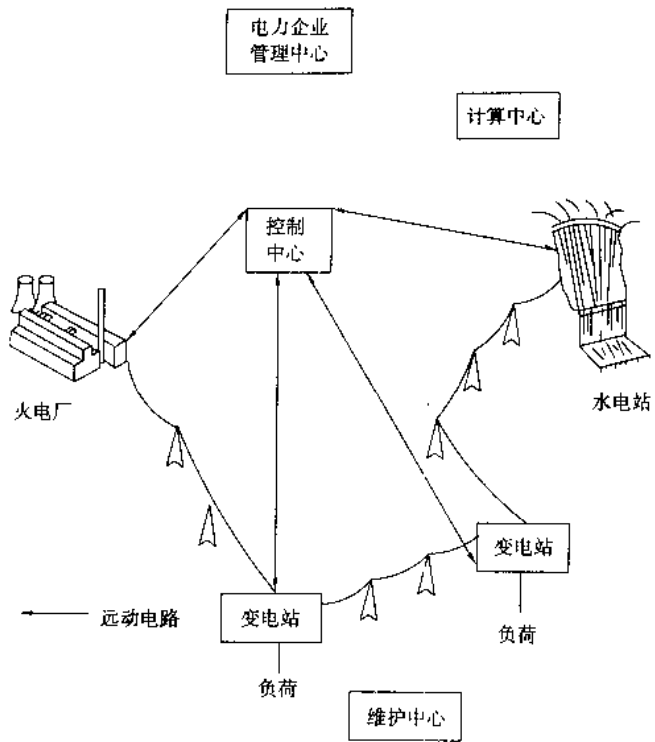 电力企业
管理中心
计算中心
控制
中心
火电厂
水电站
变电站
负荷
远动电路
变电站
负荷
维护中心